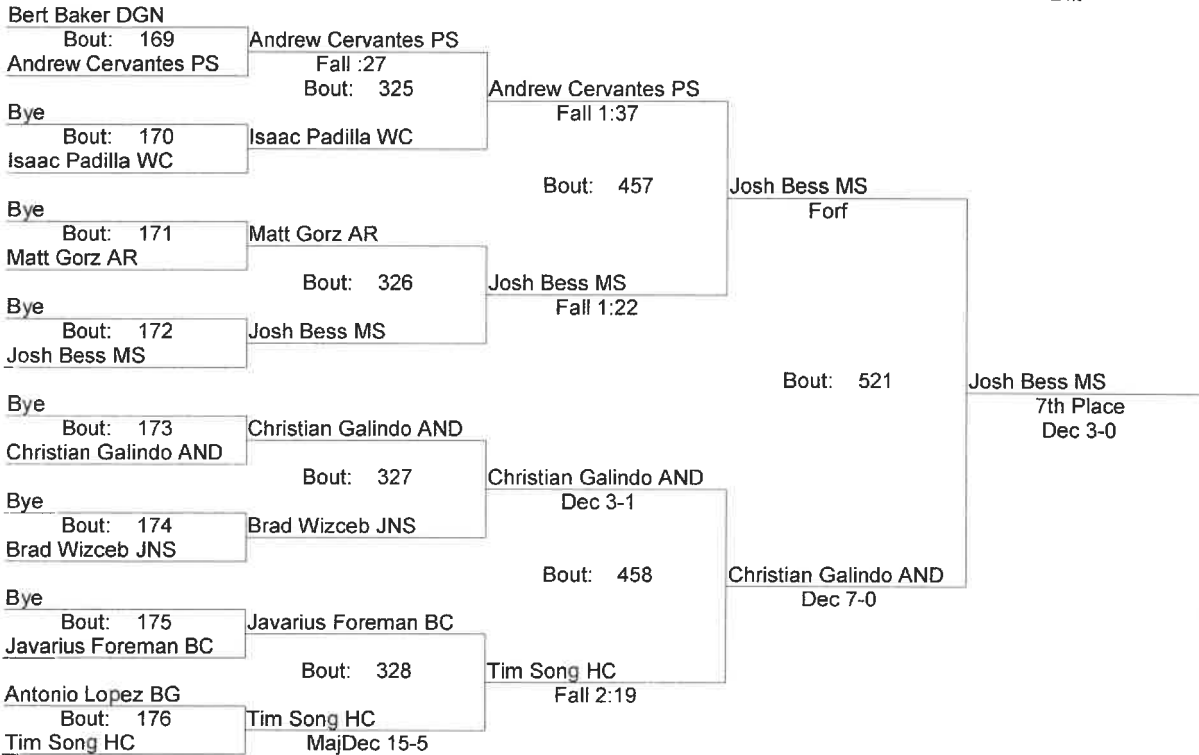 Bert Baker DGN
Bout: 169
Andrew Cervantes PS
Andrew Cervantes PS
Fall :27
Bout: 325
Andrew Cervantes PS
Fall 1:37
Bye
Bout: 170
Isaac Padilla WC
Isaac Padilla WC
Bout: 457
Josh Bess MS
Forf
Bye
Bout: 171
Matt Gorz AR
Matt Gorz AR
Bout: 326
Josh Bess MS
Fall 1:22
Bye
Bout: 172
Josh Bess MS
Josh Bess MS
Bout: 521
Josh Bess MS
7th Place
Dec 3-0
Bye
Bout: 173
Christian Galindo AND
Christian Galindo AND
Bout: 327
Christian Galindo AND
Dec 3-1
Bye
Bout: 174
Brad Wizceb JNS
Brad Wizceb JNS
Bout: 458
Christian Galindo AND
Dec 7-0
Bye
Bout: 175
Javarius Foreman BC
Javarius Foreman BC
Bout: 328
Tim Song HC
Fall 2:19
Antonio Lopez BG
Bout: 176
Tim Song HC
Tim Song HC
MajDec 15-5